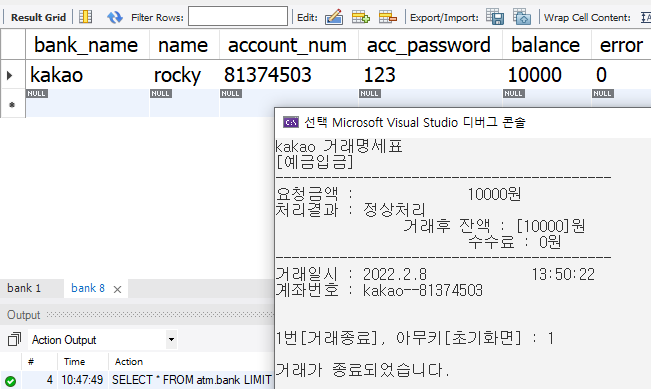 Result Grid Filter Rows: Edit: Export/Import: Wrap Cell Content:
bank_name name account_num acc_password balance error
kakao rocky 81374503 123 10000 0
NULL NULL NULL NULL NULL NULL
C:\ 선택 Microsoft Visual Studio 디버그 콘솔
kakao 거래명세표
[예금입금]
----------------------------------------
요청금액 : 10000원
처리결과 : 정상처리
거래후 잔액 : [10000]원
수수료 : 0원
----------------------------------------
거래일시 : 2022.2.8 13:50:22
계좌번호 : kakao--81374503
1번[거래종료], 아무키[초기화면] : 1
거래가 종료되었습니다.
bank 1 bank 8
Output
Action Output
# Time Action
4 10:47:49 SELECT * FROM atm.bank LIMIT